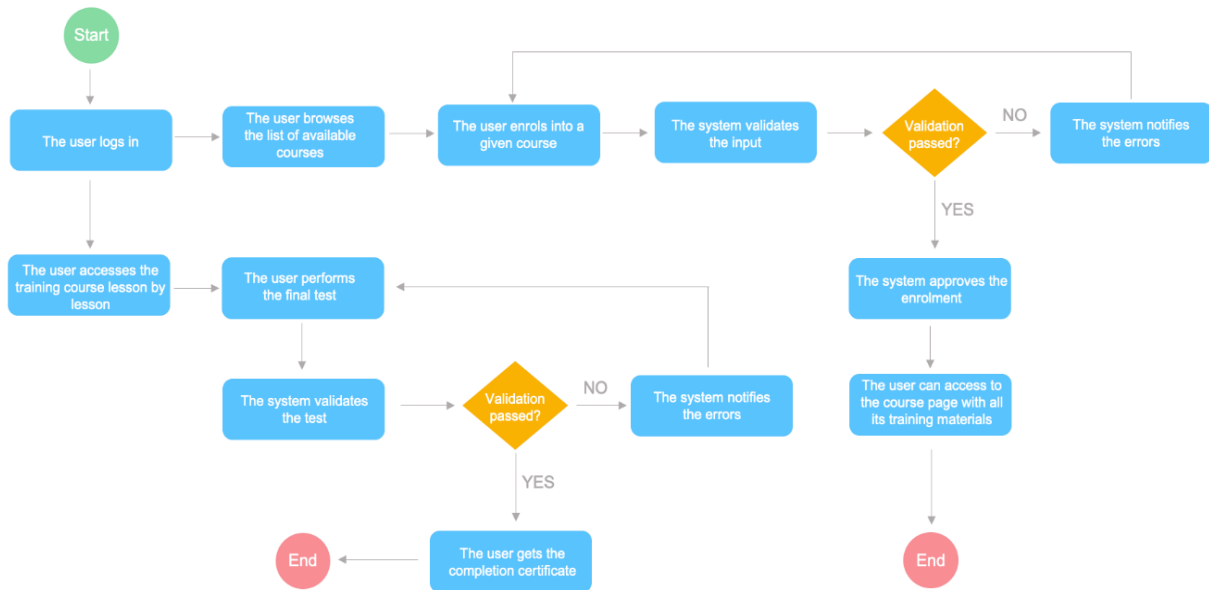 Start
The user logs in
The user browses
the list of available
courses
The user enrols into a
given course
The system validates
the input
Validation
passed?
NO
The system notifies
the errors
YES
The system approves the
enrolment
The user can access to
the course page with all
its training materials
End
The user accesses the
training course lesson by
lesson
The user performs
the final test
The system validates
the test
Validation
passed?
NO
The system notifies
the errors
YES
The user gets the
completion certificate
End